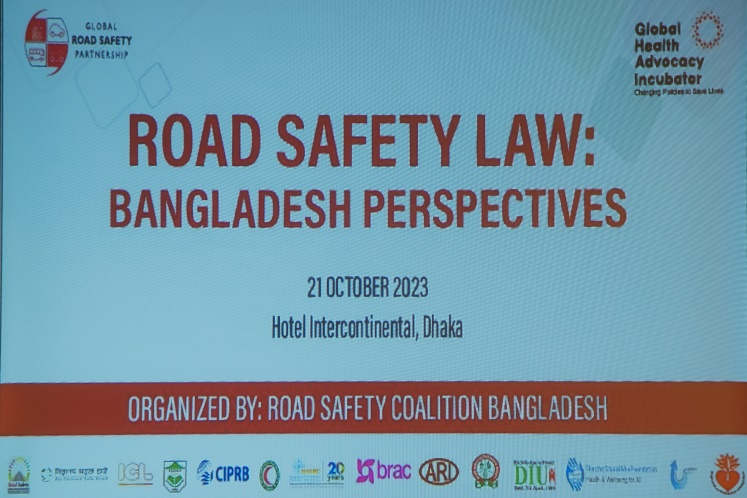 GLOBAL
ROAD SAFETY
PARTNERSHIP
Global
Health
Advocacy
Incubator
Changing Policies to Save Lives
ROAD SAFETY LAW:
BANGLADESH PERSPECTIVES
21 OCTOBER 2023
Hotel Intercontinental, Dhaka
ORGANIZED BY: ROAD SAFETY COALITION BANGLADESH
CIPRB
20
brac
ARI
DIU